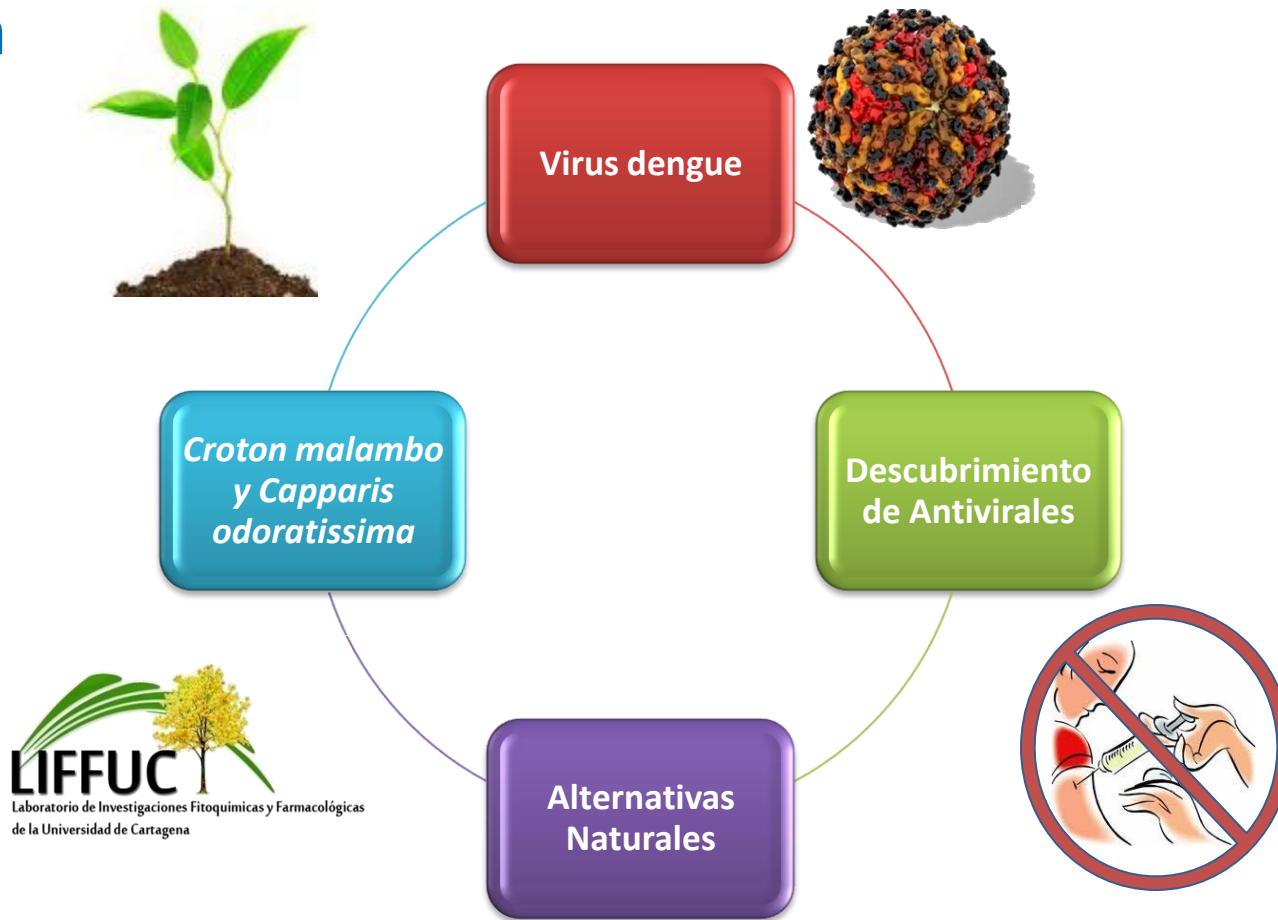 Virus dengue
Croton malambo
y Capparis
odoratissima
Descubrimiento
de Antivirales
LIFFUC
Laboratorio de Investigaciones Fitoquímicas y Farmacológicas
de la Universidad de Cartagena
Alternativas
Naturales